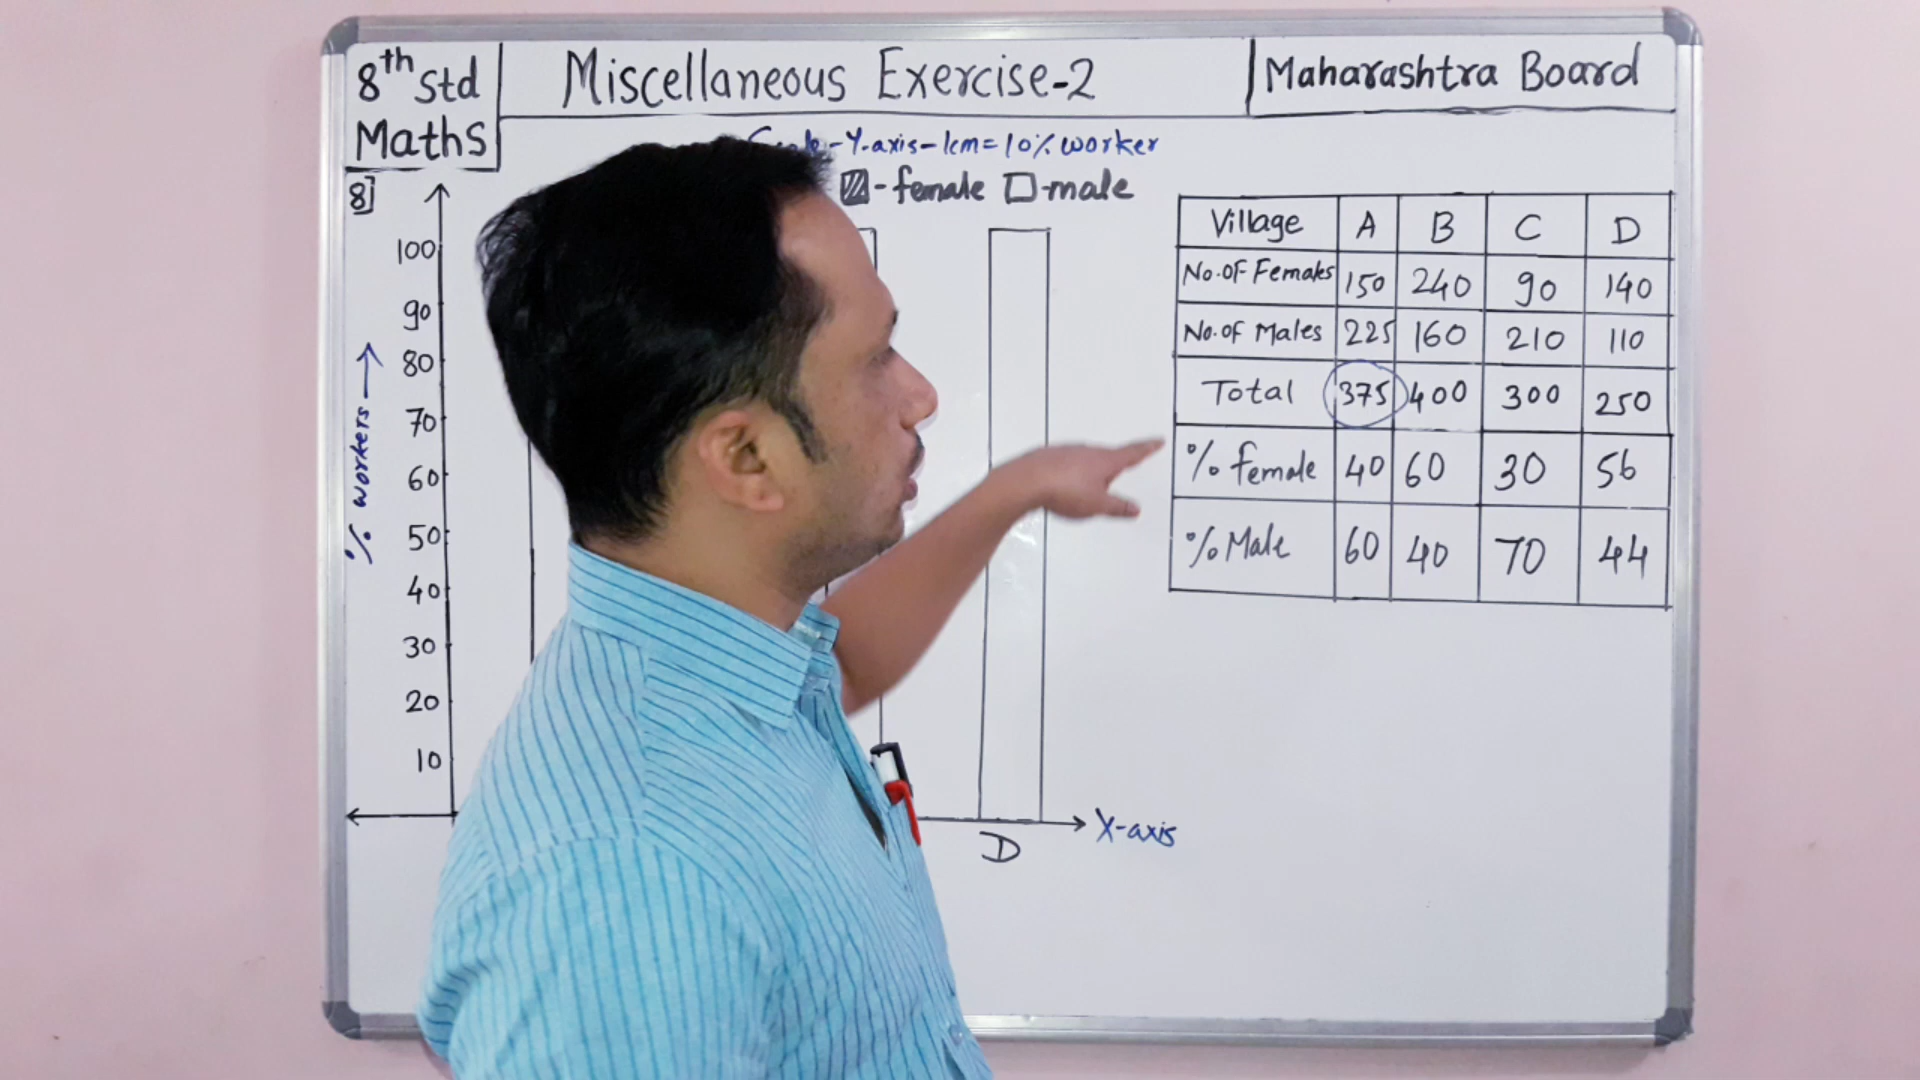 8th Std
Maths
Miscellaneous Exercise-2
Maharashtra Board
-Y-axis-1cm=10% worker
-female -male
8]
100
90
80
70
60
50
40
30
20
10
% workers
D
X-axis
Village A B C D
No.OF Females 150 240 90 140
No.of Males 225 160 210 110
Total 375 400 300 250
% female 40 60 30 56
% Male 60 40 70 44